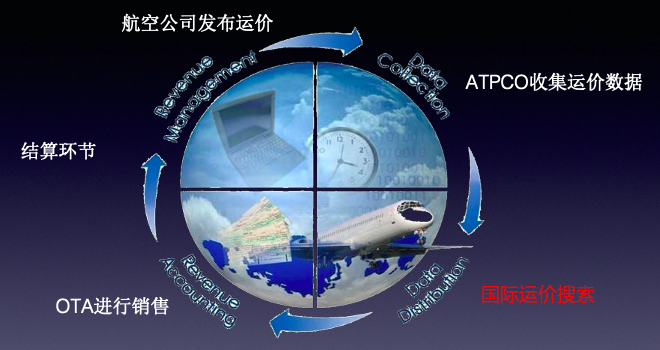 航空公司发布运价
Revenue
Management
Data
Collection
ATPCO收集运价数据
结算环节
10010010
Revenue
Accounting
Data
Distribution
国际运价搜索
OTA进行销售